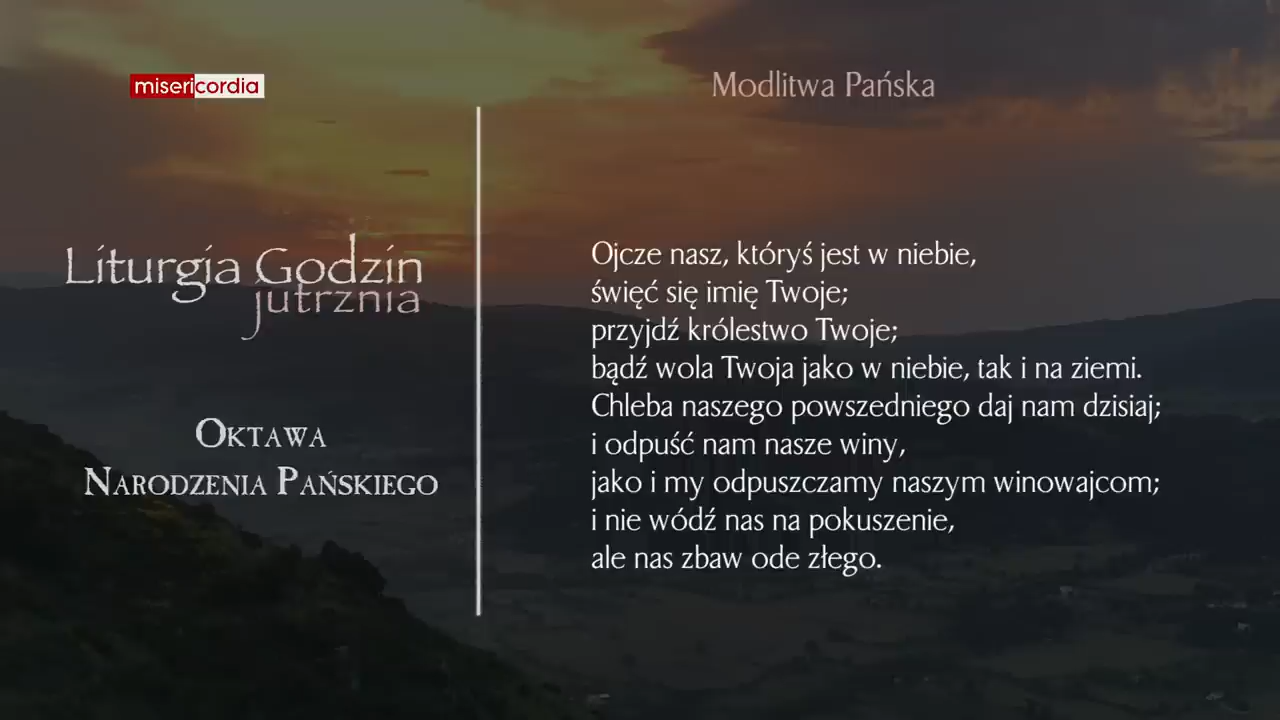 misericordia
Modlitwa Pańska
Liturgia Godzin
jutrznia
Oktawa
Narodzenia Pańskiego
Ojcze nasz, któryś jest w niebie,
święć się imię Twoje;
przyjdź królestwo Twoje;
bądź wola Twoja jako w niebie, tak i na ziemi.
Chleba naszego powszedniego daj nam dzisiaj;
i odpuść nam nasze winy,
jako i my odpuszczamy naszym winowajcom;
i nie wódź nas na pokuszenie,
ale nas zbaw ode złego.